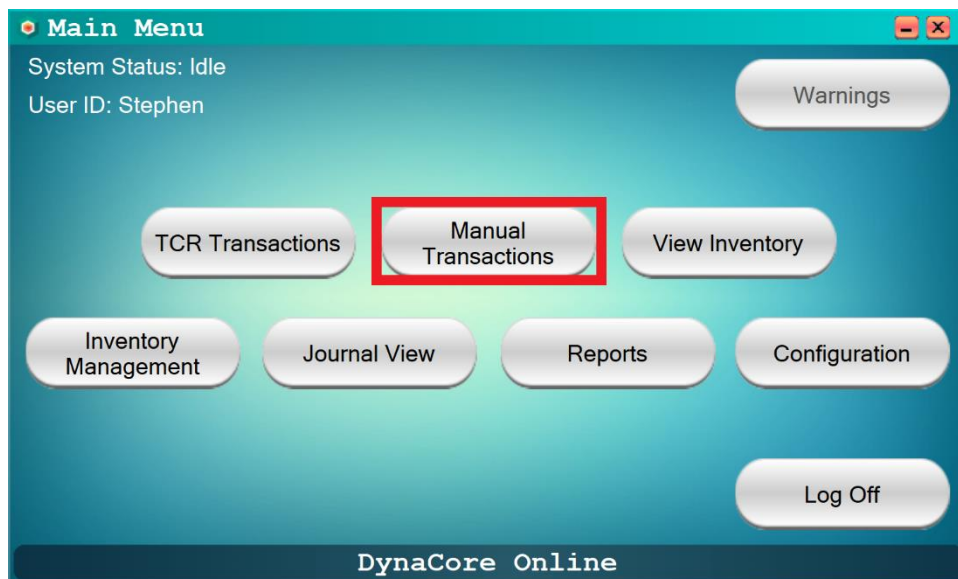 Main Menu
System Status: Idle
User ID: Stephen
Warnings
TCR Transactions
Manual
Transactions
View Inventory
Inventory
Management
Journal View
Reports
Configuration
Log Off
DynaCore Online